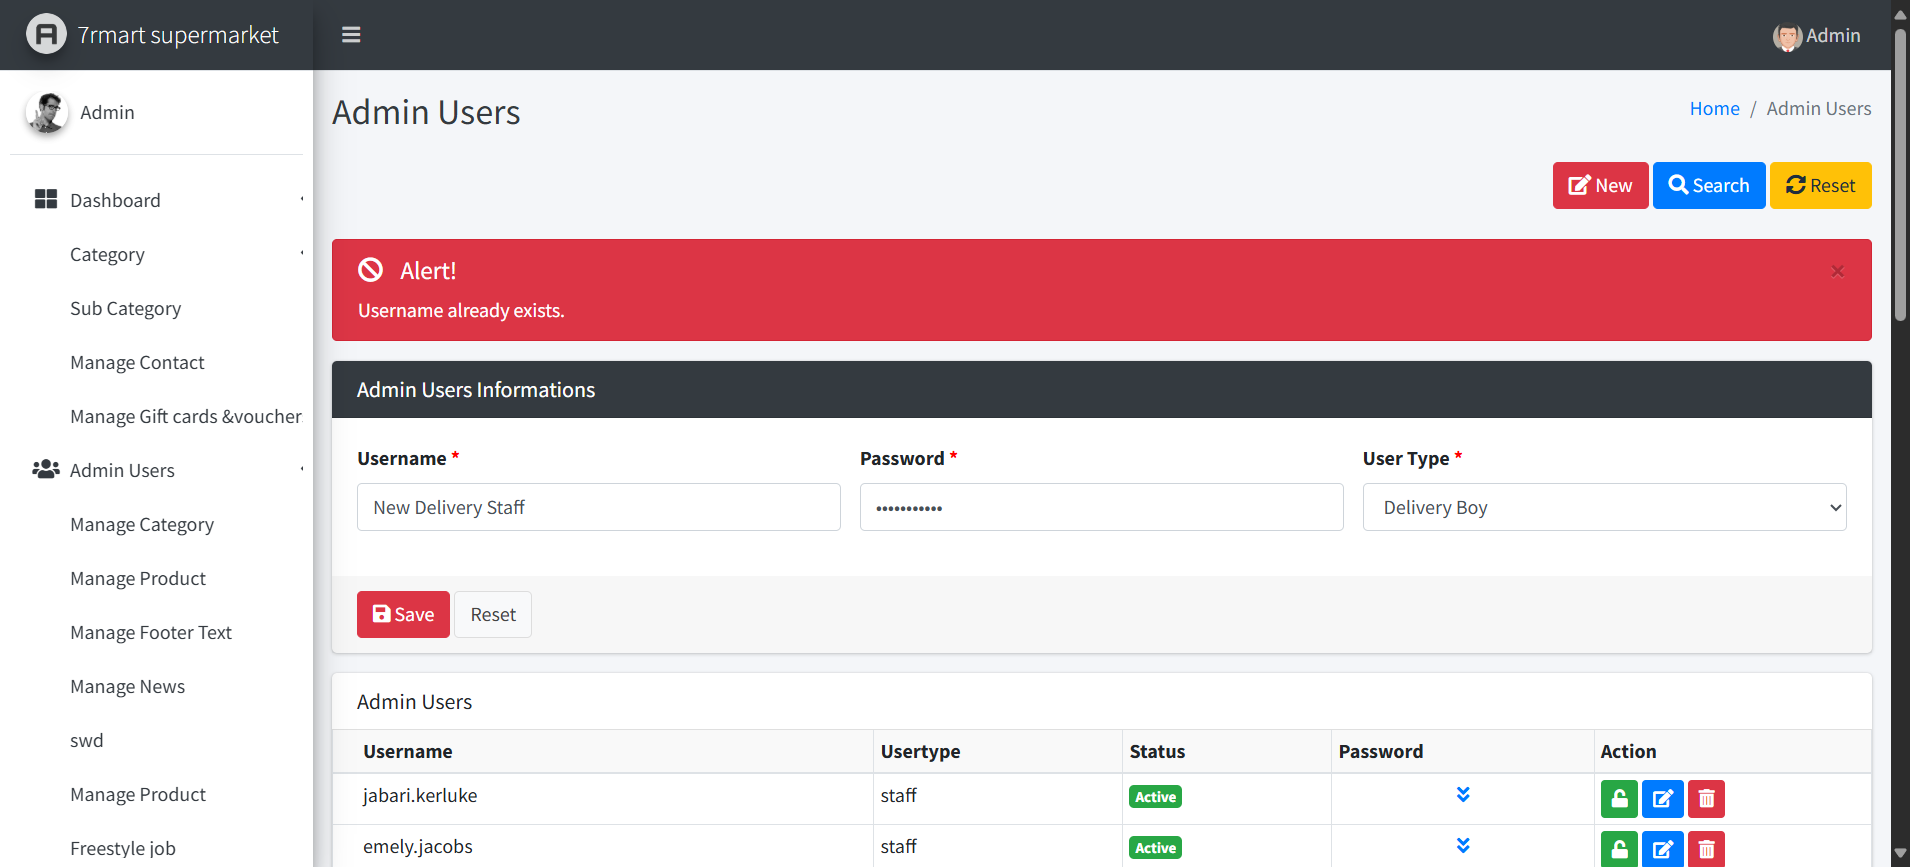 7rmart supermarket
Admin
Admin
Admin Users
Home / Admin Users
Dashboard
Category
Sub Category
Manage Contact
Manage Gift cards &voucher
Admin Users
Manage Category
Manage Product
Manage Footer Text
Manage News
swd
Manage Product
Freestyle job
New Search Reset
Alert!
×
Username already exists.
Admin Users Informations
Username * Password * User Type *
New Delivery Staff ••••••••••• Delivery Boy
Save Reset
Admin Users
Username Usertype Status Password Action
jabari.kerluke staff Active
emely.jacobs staff Active